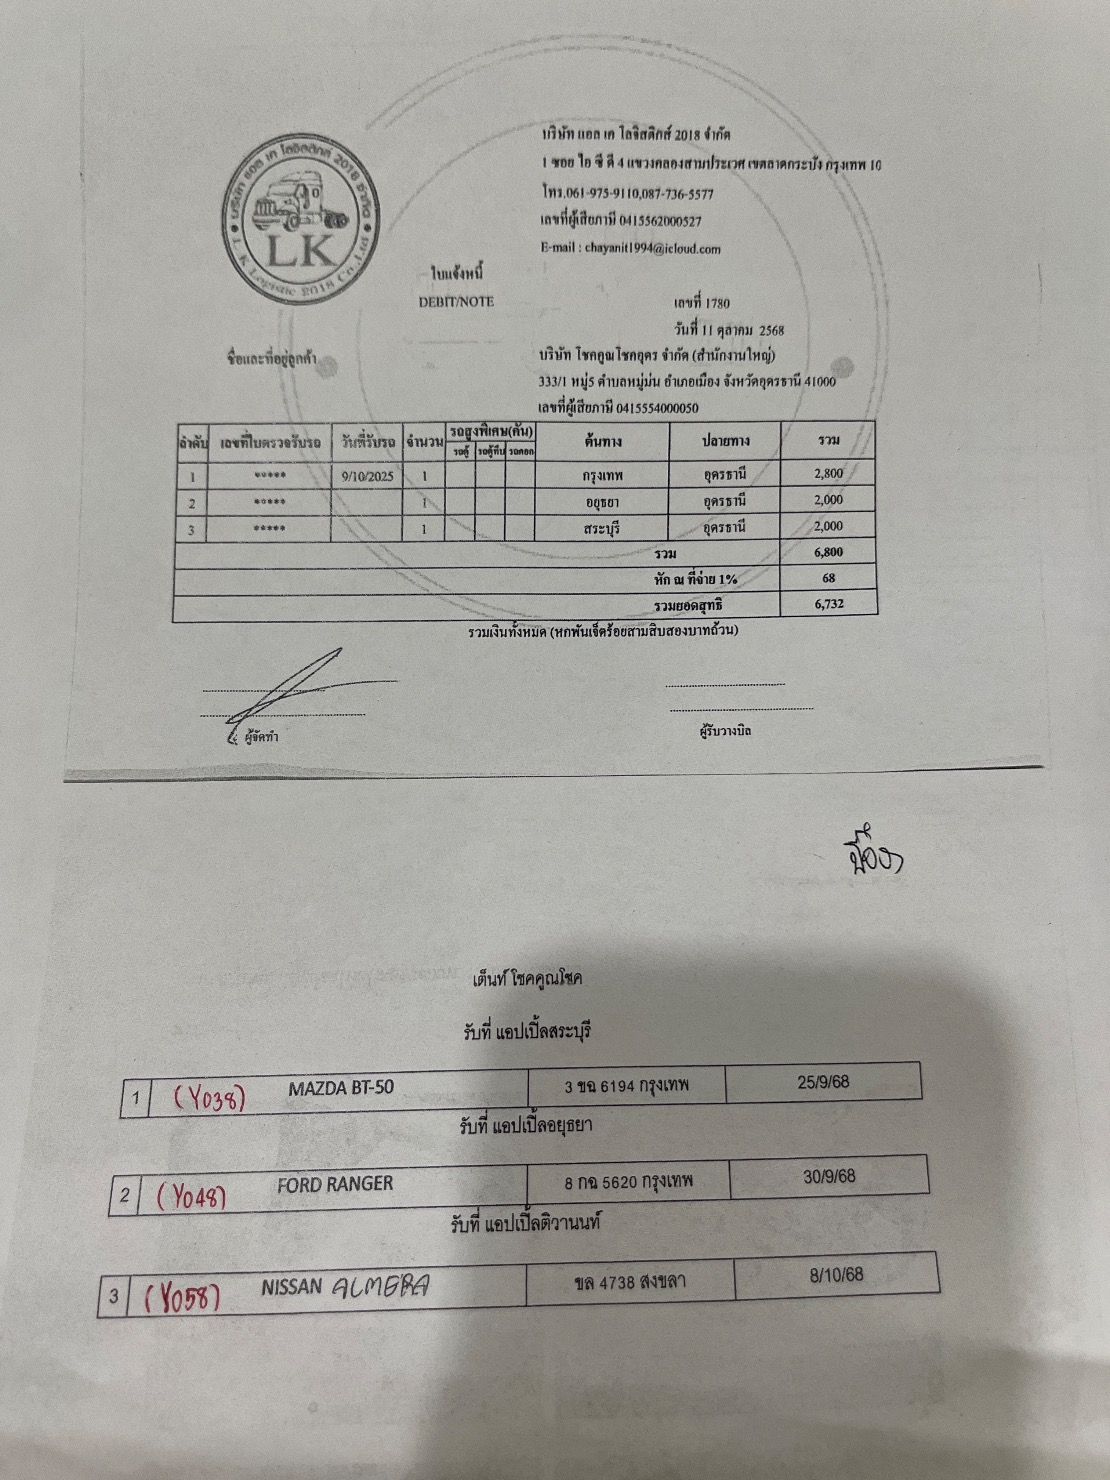 บริษัท แอล เค โลจิสติกส์ 2018 จำกัด
L K Logistic 2018 Co.,Ltd
LK
บริษัท แอล เค โลจิสติกส์ 2018 จำกัด
1 ซอย ไอ ซี ดี 4 แขวงคลองสามประเวศ เขตลาดกระบัง กรุงเทพ 10
โทร.061-975-9110,087-736-5577
เลขที่ผู้เสียภาษี 0415562000527
E-mail : chayanit1994@icloud.com
ใบแจ้งหนี้
DEBIT/NOTE
เลขที่ 1780
วันที่ 11 ตุลาคม 2568
ชื่อและที่อยู่ลูกค้า
บริษัท โชคคูณโชคอุดร จำกัด (สำนักงานใหญ่)
333/1 หมู่5 ตำบลหมู่ม่น อำเภอเมือง จังหวัดอุดรธานี 41000
เลขที่ผู้เสียภาษี 0415554000050
ลำดับ เลขที่ใบตรวจรับรถ วันที่รับรถ จำนวน รถสูงพิเศษ(คัน) ต้นทาง ปลายทาง รวม
รถตู้ รถตู้ทึบ รถคอก
1 ***** 9/10/2025 1 กรุงเทพ อุดรธานี 2,800
2 ***** 1 อยุธยา อุดรธานี 2,000
3 ***** 1 สระบุรี อุดรธานี 2,000
รวม 6,800
หัก ณ ที่จ่าย 1% 68
รวมยอดสุทธิ 6,732
รวมเงินทั้งหมด (หกพันเจ็ดร้อยสามสิบสองบาทถ้วน)
ผู้จัดทำ
ผู้รับวางบิล
เต็นท์ โชคคูณโชค
รับที่ แอปเปิ้ลสระบุรี
1 (Y038) MAZDA BT-50 3 ขฉ 6194 กรุงเทพ 25/9/68
รับที่ แอปเปิ้ลอยุธยา
2 (Y048) FORD RANGER 8 กฉ 5620 กรุงเทพ 30/9/68
รับที่ แอปเปิ้ลติวานนท์
3 (Y058) NISSAN ALMERA ขล 4738 สงขลา 8/10/68